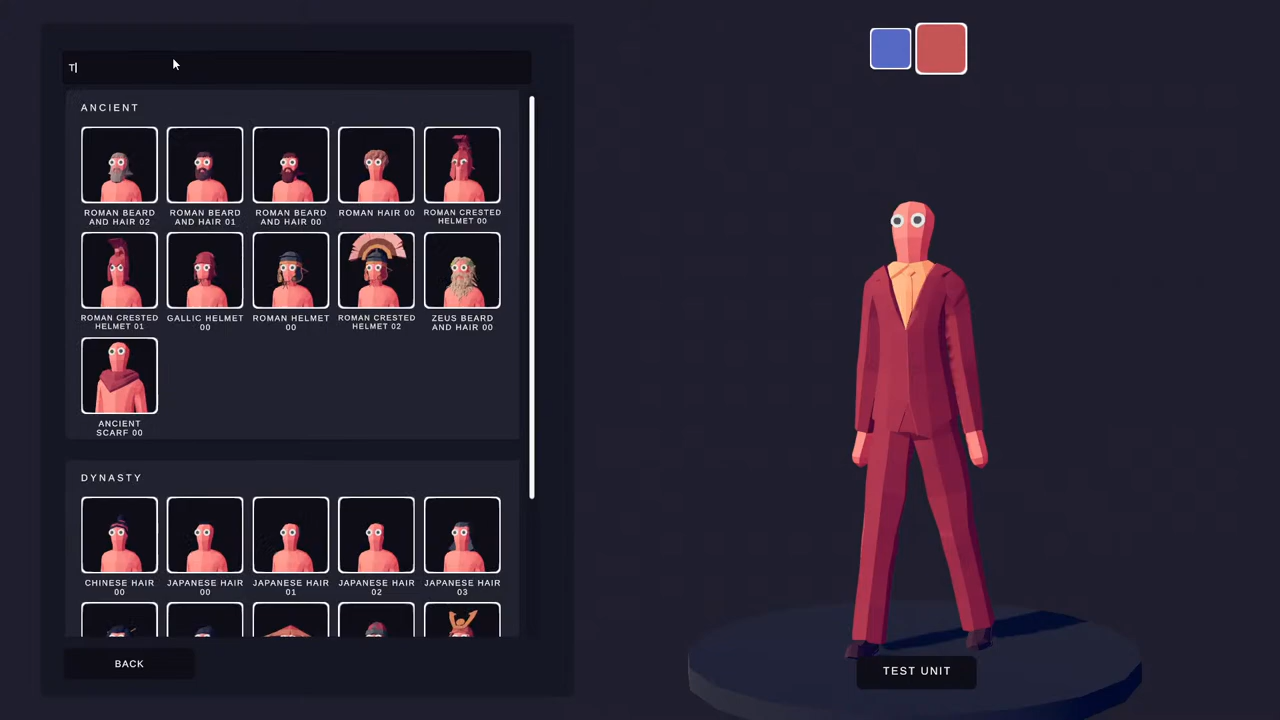 T
ANCIENT
ROMAN BEARD
AND HAIR 02
ROMAN BEARD
AND HAIR 01
ROMAN BEARD
AND HAIR 00
ROMAN HAIR 00
ROMAN CRESTED
HELMET 00
ROMAN CRESTED
HELMET 01
GALLIC HELMET
00
ROMAN HELMET
00
ROMAN CRESTED
HELMET 02
ZEUS BEARD
AND HAIR 00
ANCIENT
SCARF 00
DYNASTY
CHINESE HAIR
00
JAPANESE HAIR
00
JAPANESE HAIR
01
JAPANESE HAIR
02
JAPANESE HAIR
03
BACK
TEST UNIT